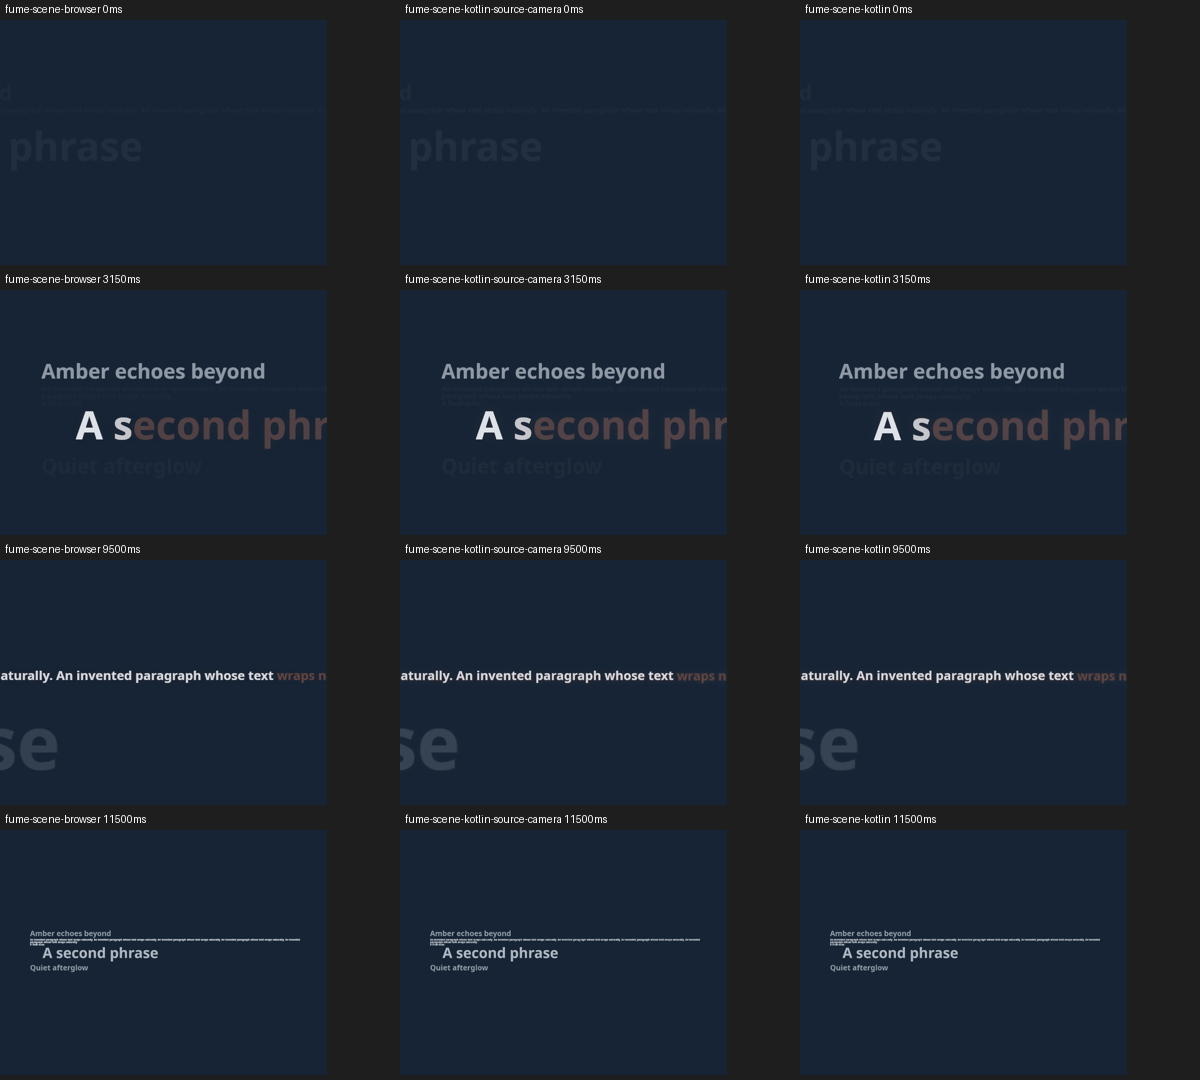 fume-scene-browser 0ms
fume-scene-kotlin-source-camera 0ms
fume-scene-kotlin 0ms
d
d
d
phrase
phrase
phrase
fume-scene-browser 3150ms
fume-scene-kotlin-source-camera 3150ms
fume-scene-kotlin 3150ms
Amber echoes beyond
Amber echoes beyond
Amber echoes beyond
A second phr
A second phr
A second phr
Quiet afterglow
Quiet afterglow
Quiet afterglow
fume-scene-browser 9500ms
fume-scene-kotlin-source-camera 9500ms
fume-scene-kotlin 9500ms
aturally. An invented paragraph whose text wraps n
aturally. An invented paragraph whose text wraps n
aturally. An invented paragraph whose text wraps n
se
se
se
fume-scene-browser 11500ms
fume-scene-kotlin-source-camera 11500ms
fume-scene-kotlin 11500ms
Amber echoes beyond
Amber echoes beyond
Amber echoes beyond
A second phrase
A second phrase
A second phrase
Quiet afterglow
Quiet afterglow
Quiet afterglow